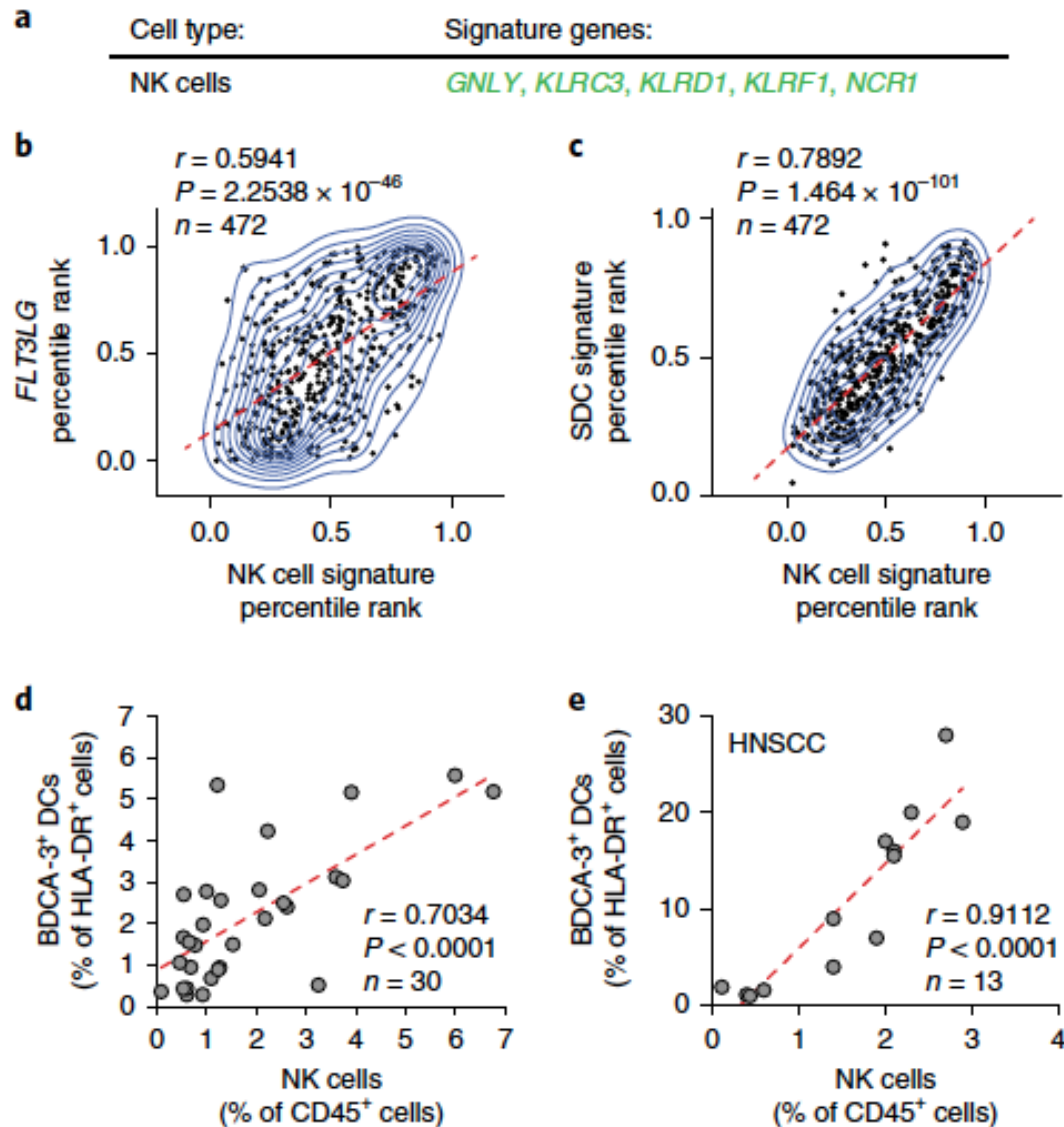 a
Cell type: Signature genes:
NK cells GNLY, KLRC3, KLRD1, KLRF1, NCR1
b
r = 0.5941
P = 2.2538 × 10⁻⁴⁶
n = 472
FLT3LG
percentile rank
1.0
0.5
0.0
0.0 0.5 1.0
NK cell signature
percentile rank
c
r = 0.7892
P = 1.464 × 10⁻¹⁰¹
n = 472
SDC signature
percentile rank
1.0
0.5
0.0
0.0 0.5 1.0
NK cell signature
percentile rank
d
BDCA-3⁺ DCs
(% of HLA-DR⁺ cells)
7
6
5
4
3
2
1
0
r = 0.7034
P < 0.0001
n = 30
0 1 2 3 4 5 6 7
NK cells
(% of CD45⁺ cells)
e
BDCA-3⁺ DCs
(% of HLA-DR⁺ cells)
30
20
10
0
HNSCC
r = 0.9112
P < 0.0001
n = 13
0 1 2 3 4
NK cells
(% of CD45⁺ cells)